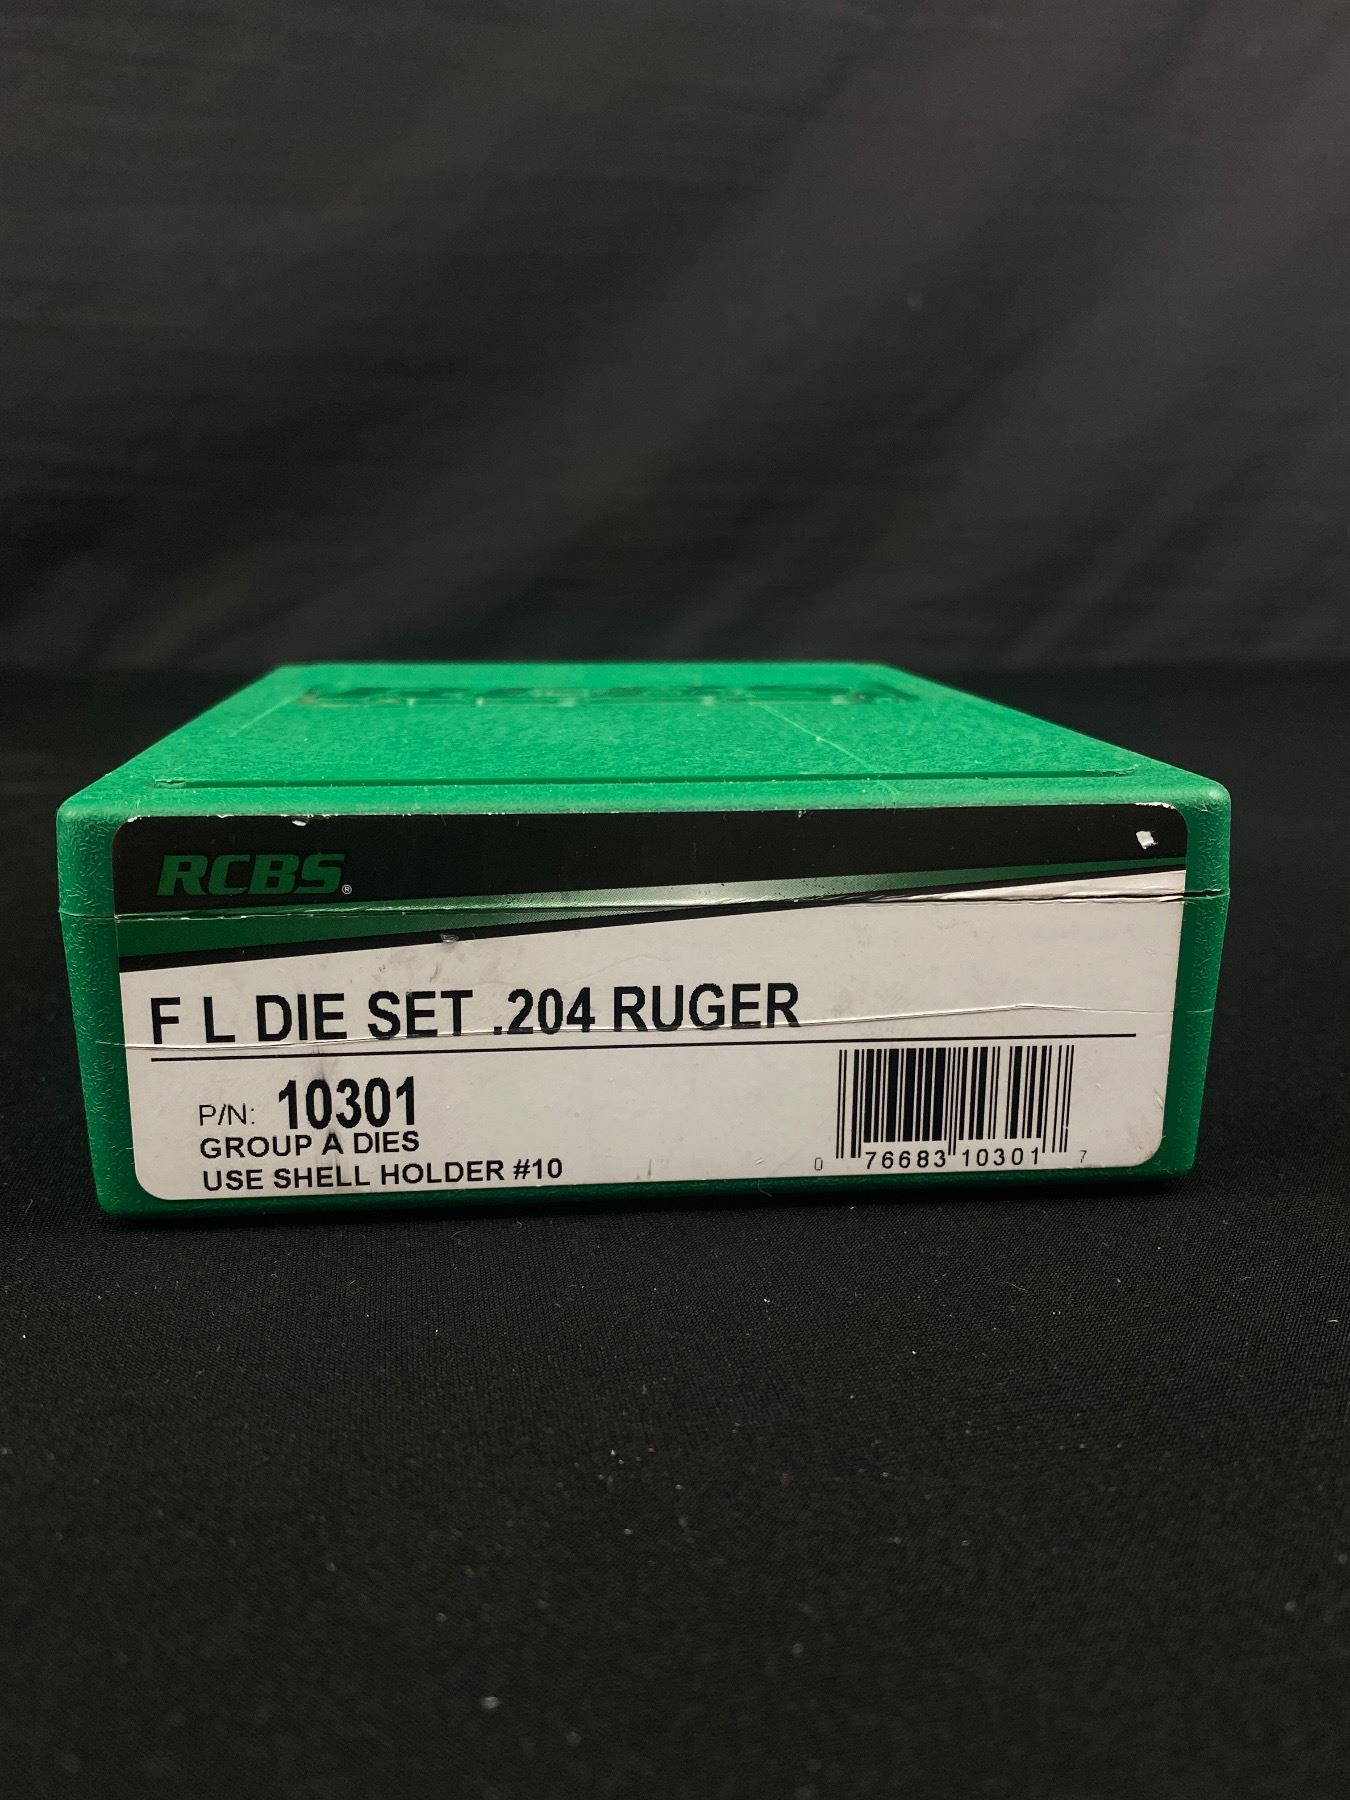 RCBS®
F L DIE SET .204 RUGER
P/N: 10301
GROUP A DIES
USE SHELL HOLDER #10
0 76683 10301 7